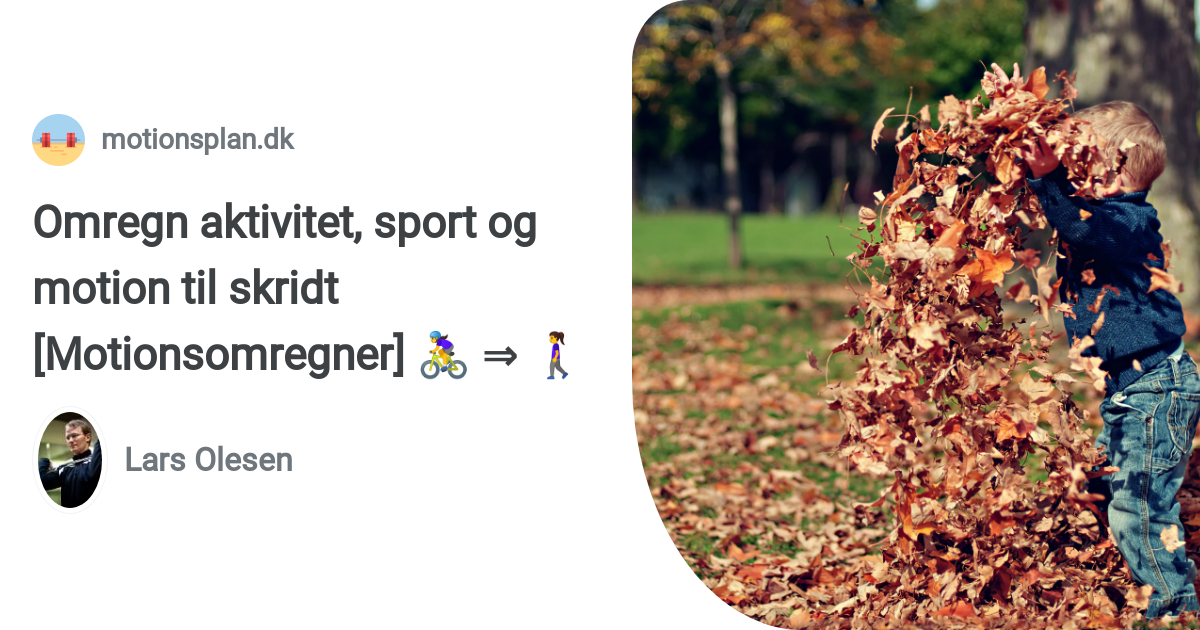 motionsplan.dk
Omregn aktivitet, sport og
motion til skridt
[Motionsomregner] 🚴‍♀️ ⇒ 🚶‍♀️
Lars Olesen